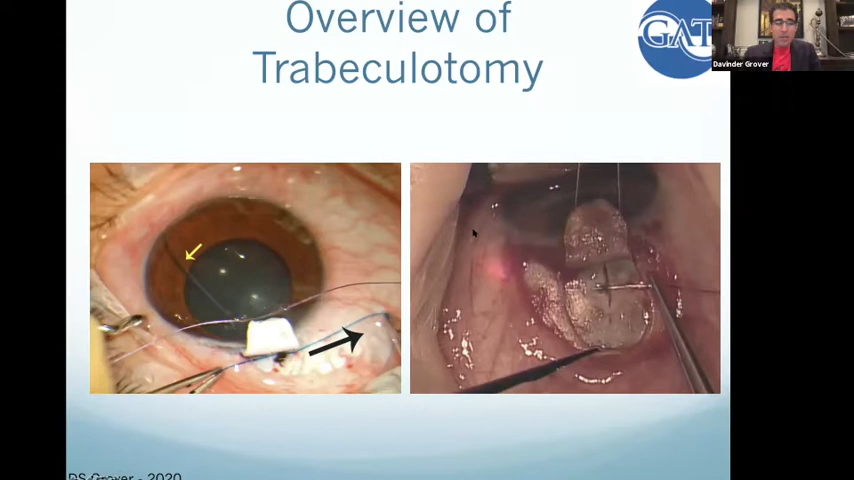 Overview of
Trabeculotomy
GAT
Davinder Grover
DS Grover - 2020